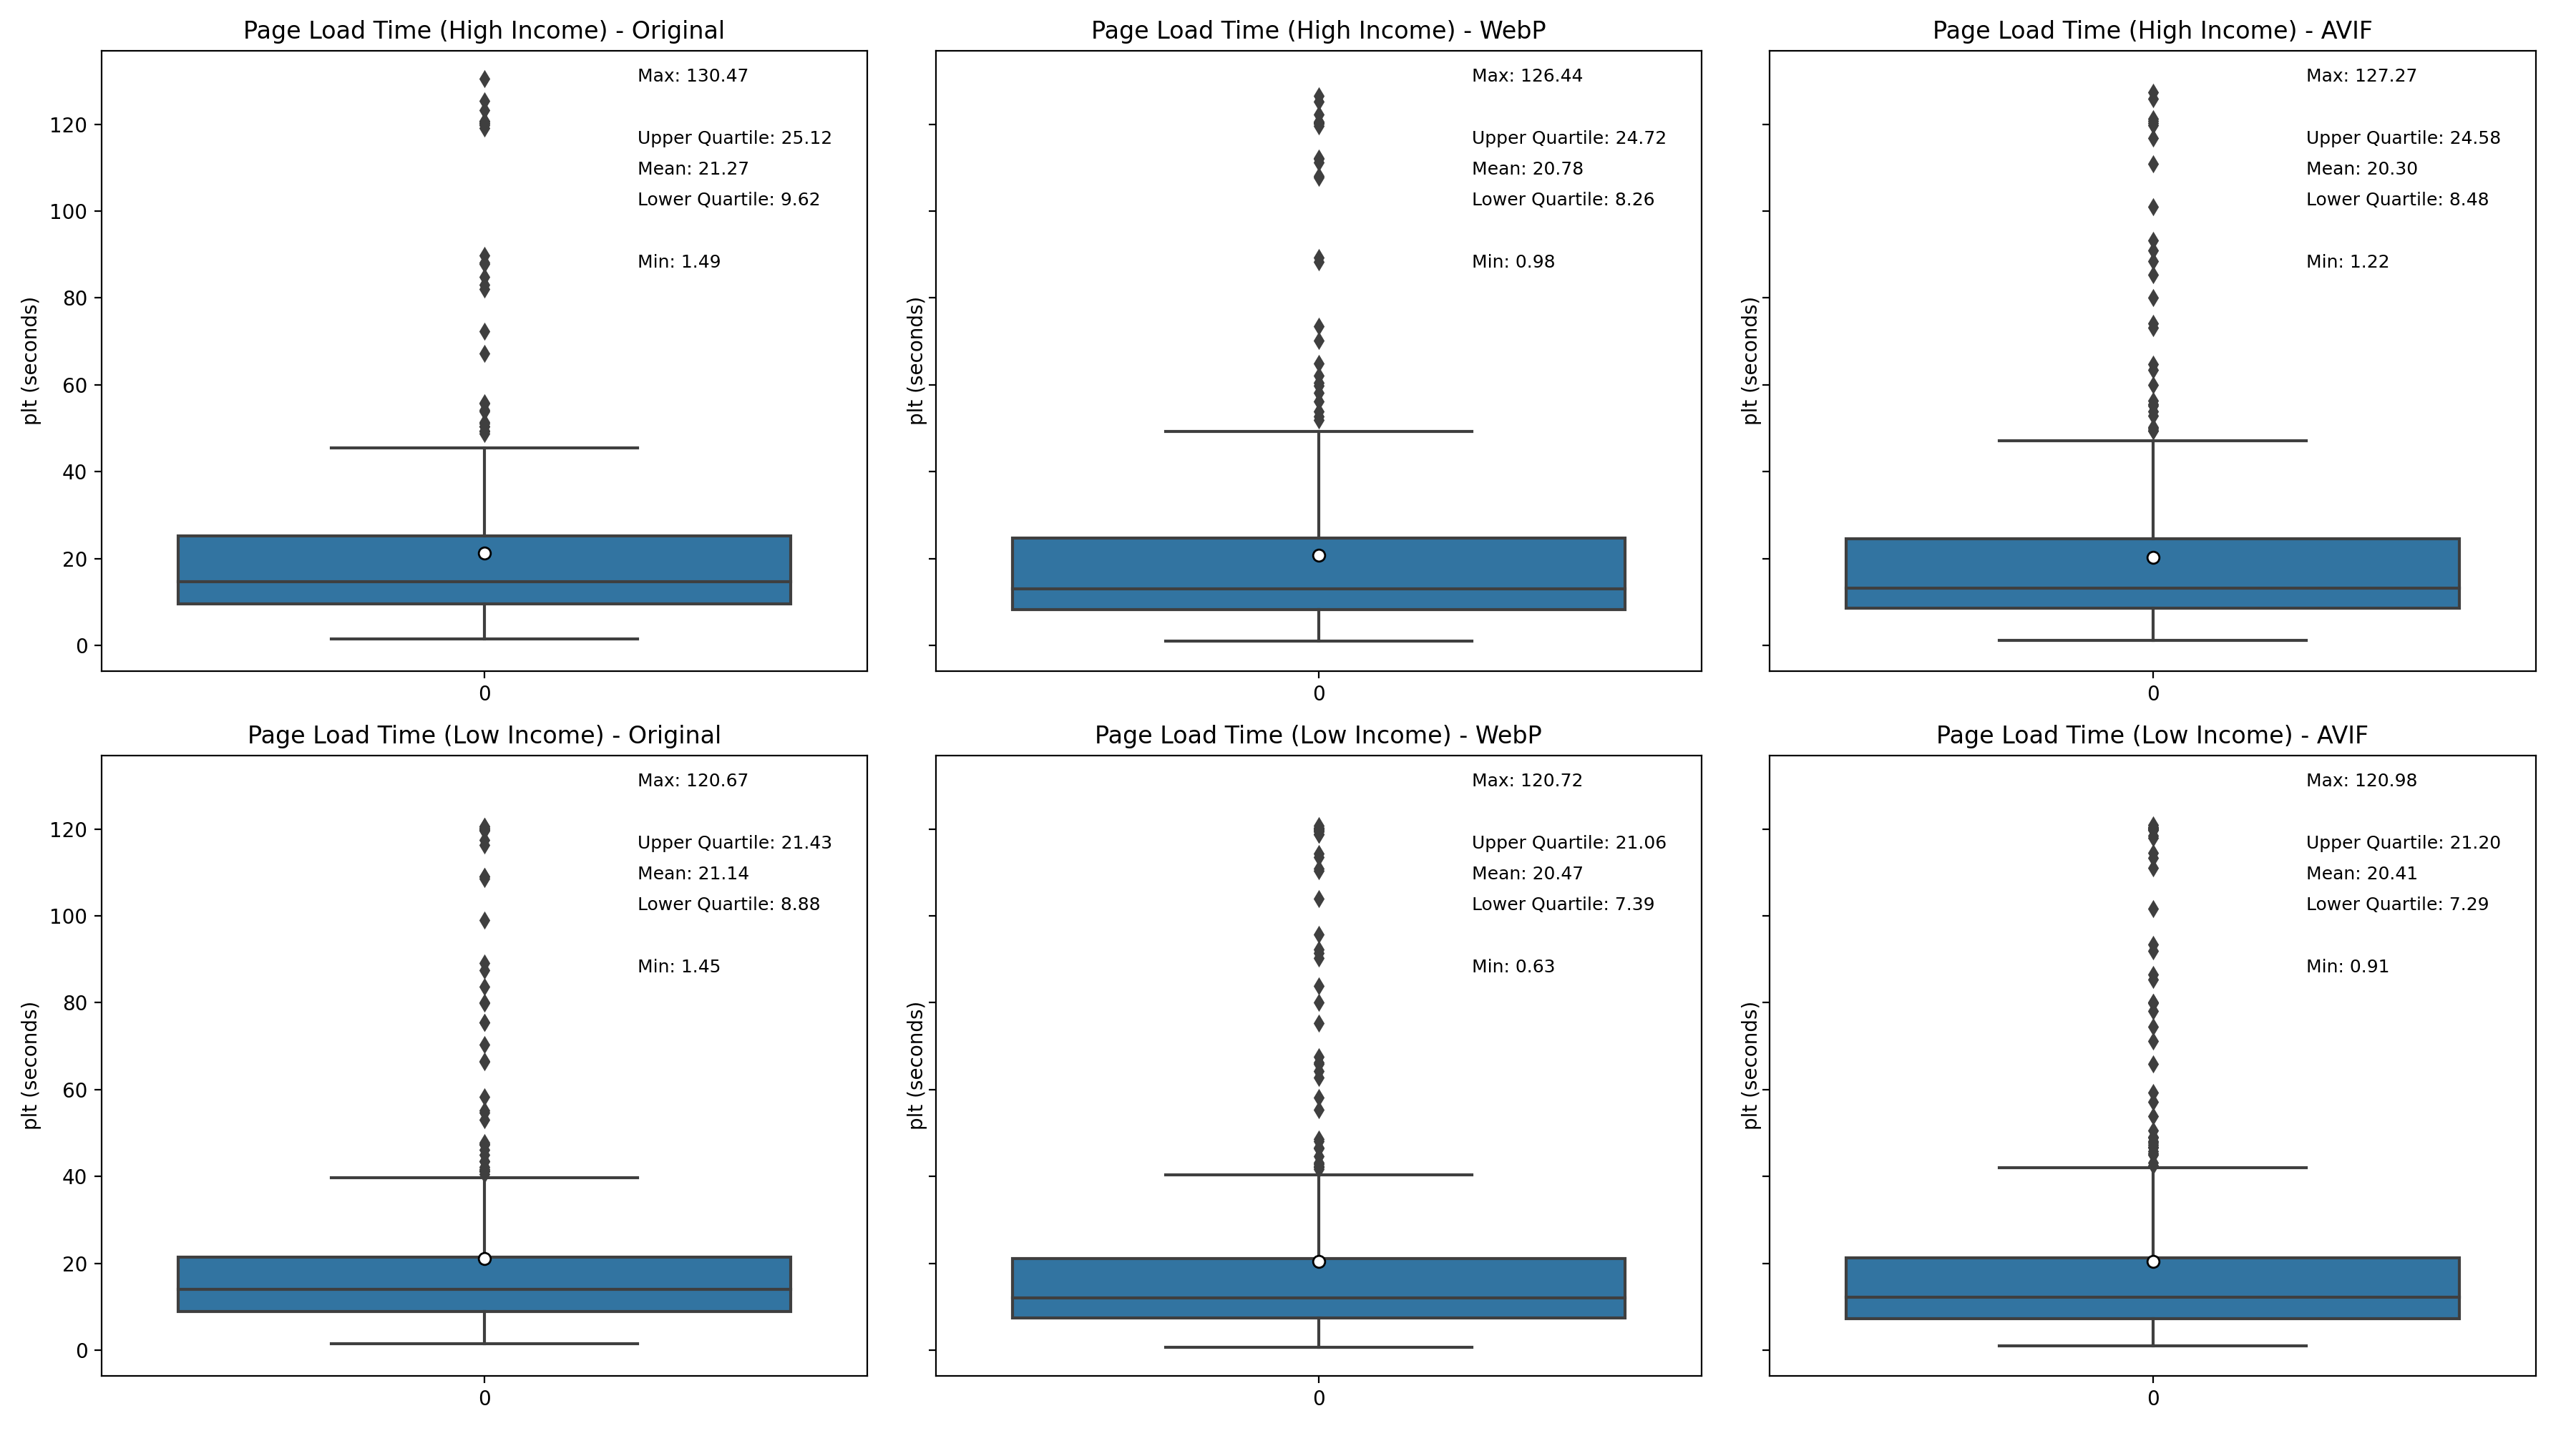 Page Load Time (High Income) - Original
Max: 130.47
Upper Quartile: 25.12
Mean: 21.27
Lower Quartile: 9.62
Min: 1.49
plt (seconds)
120
100
80
60
40
20
0
0
Page Load Time (High Income) - WebP
Max: 126.44
Upper Quartile: 24.72
Mean: 20.78
Lower Quartile: 8.26
Min: 0.98
plt (seconds)
0
Page Load Time (High Income) - AVIF
Max: 127.27
Upper Quartile: 24.58
Mean: 20.30
Lower Quartile: 8.48
Min: 1.22
plt (seconds)
0
Page Load Time (Low Income) - Original
Max: 120.67
Upper Quartile: 21.43
Mean: 21.14
Lower Quartile: 8.88
Min: 1.45
plt (seconds)
120
100
80
60
40
20
0
0
Page Load Time (Low Income) - WebP
Max: 120.72
Upper Quartile: 21.06
Mean: 20.47
Lower Quartile: 7.39
Min: 0.63
plt (seconds)
0
Page Load Time (Low Income) - AVIF
Max: 120.98
Upper Quartile: 21.20
Mean: 20.41
Lower Quartile: 7.29
Min: 0.91
plt (seconds)
0